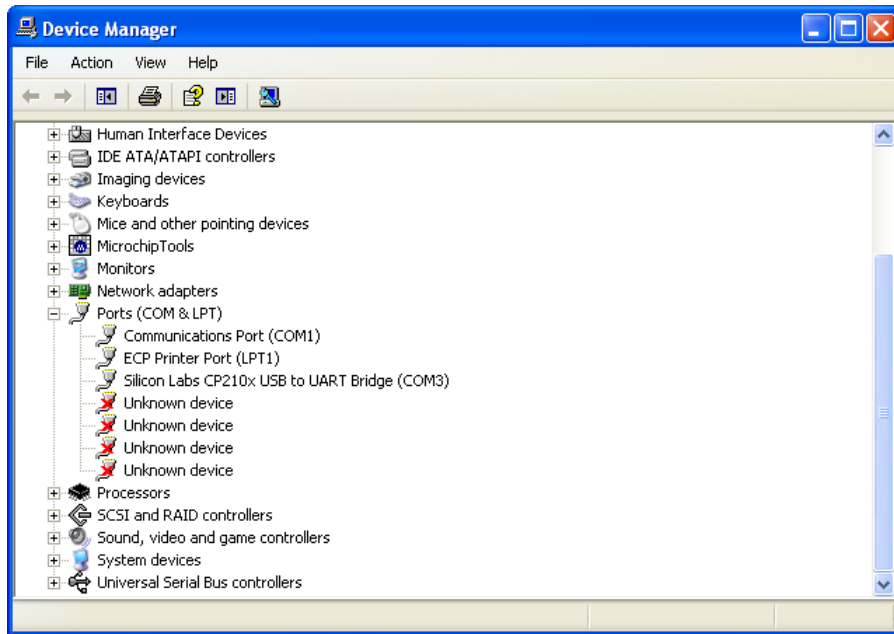 Device Manager
File Action View Help
Human Interface Devices
IDE ATA/ATAPI controllers
Imaging devices
Keyboards
Mice and other pointing devices
MicrochipTools
Monitors
Network adapters
Ports (COM & LPT)
Communications Port (COM1)
ECP Printer Port (LPT1)
Silicon Labs CP210x USB to UART Bridge (COM3)
Unknown device
Unknown device
Unknown device
Unknown device
Processors
SCSI and RAID controllers
Sound, video and game controllers
System devices
Universal Serial Bus controllers